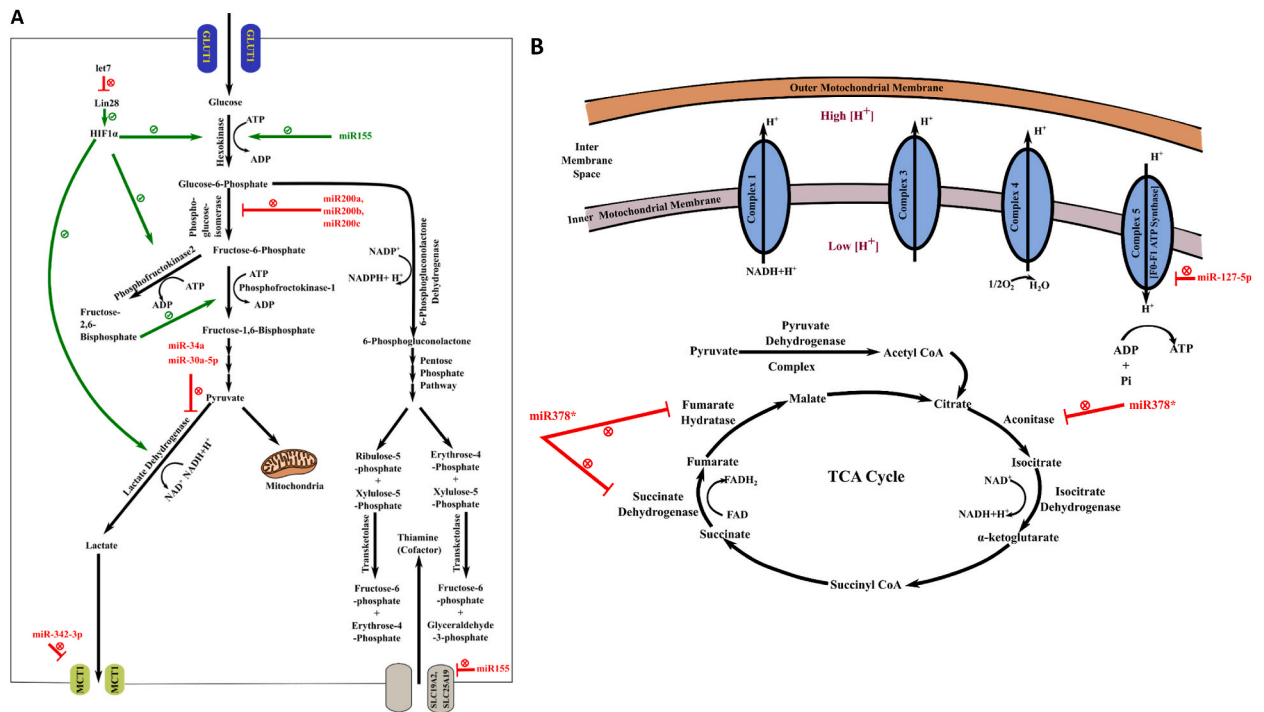 A
GLUT1
GLUT1
let7
Lin28
HIF1α
Glucose
Hexokinase
ATP
ADP
miR155
Glucose-6-Phosphate
Phospho-
glucose-
isomerase
miR200a,
miR200b,
miR200c
Fructose-6-Phosphate
Phosphofructokinase2
ATP
ADP
Fructose-
2,6-
Bisphosphate
ATP
Phosphofroctokinase-1
ADP
Fructose-1,6-Bisphosphate
NADP+
NADPH+ H+
6-Phosphogluconolactone
Dehydrogenase
6-Phosphogluconolactone
Pentose
Phosphate
Pathway
miR-34a
miR-30a-5p
Pyruvate
Lactate Dehydrogenase
NAD+ NADH+H+
Mitochondria
Lactate
Ribulose-5
-phosphate
+
Xylulose-5
-Phosphate
Transketolase
Fructose-6
-phosphate
+
Erythrose-4
-Phosphate
Erythrose-4
-Phosphate
+
Xylulose-5
-Phosphate
Transketolase
Fructose-6
-phosphate
+
Glyceraldehyde
-3-phosphate
Thiamine
(Cofactor)
miR-342-3p
MCT1
MCT1
SLC19A2,
SLC25A19
miR155
B
Outer Motochondrial Membrane
High [H+]
Inter
Membrane
Space
H+
H+
H+
H+
Complex 1
Complex 3
Complex 4
Complex 5
[F0-F1 ATP Synthase]
Inner Motochondrial Membrane
Low [H+]
NADH+H+
1/2O2
H2O
H+
miR-127-5p
ADP
+
Pi
ATP
Pyruvate
Pyruvate
Dehydrogenase
Complex
Acetyl CoA
Malate
Citrate
Aconitase
miR378*
miR378*
Fumarate
Hydratase
Fumarate
Isocitrate
TCA Cycle
FADH2
FAD
Succinate
Dehydrogenase
NAD+
NADH+H+
Isocitrate
Dehydrogenase
Succinate
α-ketoglutarate
Succinyl CoA